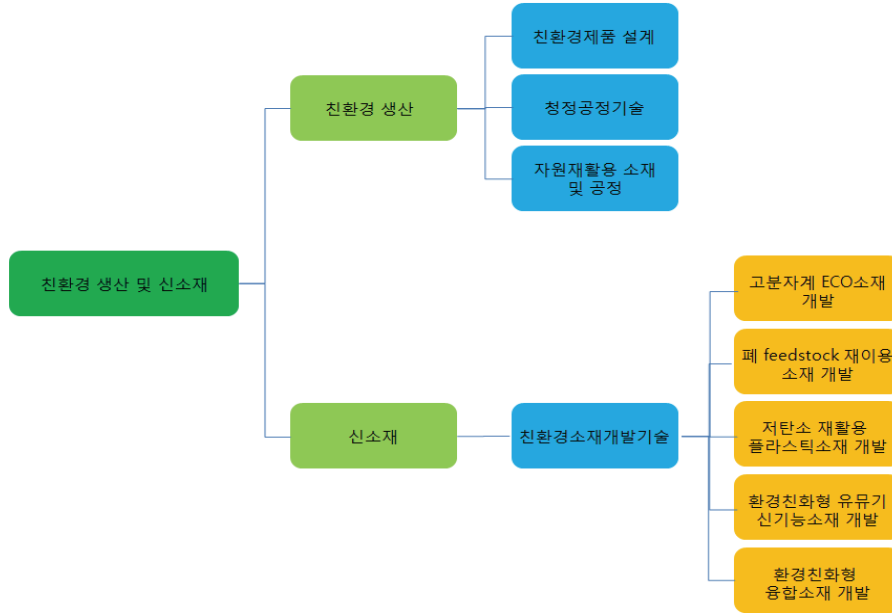 친환경제품 설계
친환경 생산
청정공정기술
자원재활용 소재
및 공정
친환경 생산 및 신소재
고분자계 ECO소재
개발
폐 feedstock 재이용
소재 개발
신소재
친환경소재개발기술
저탄소 재활용
플라스틱소재 개발
환경친화형 유뮤기
신기능소재 개발
환경친화형
융합소재 개발